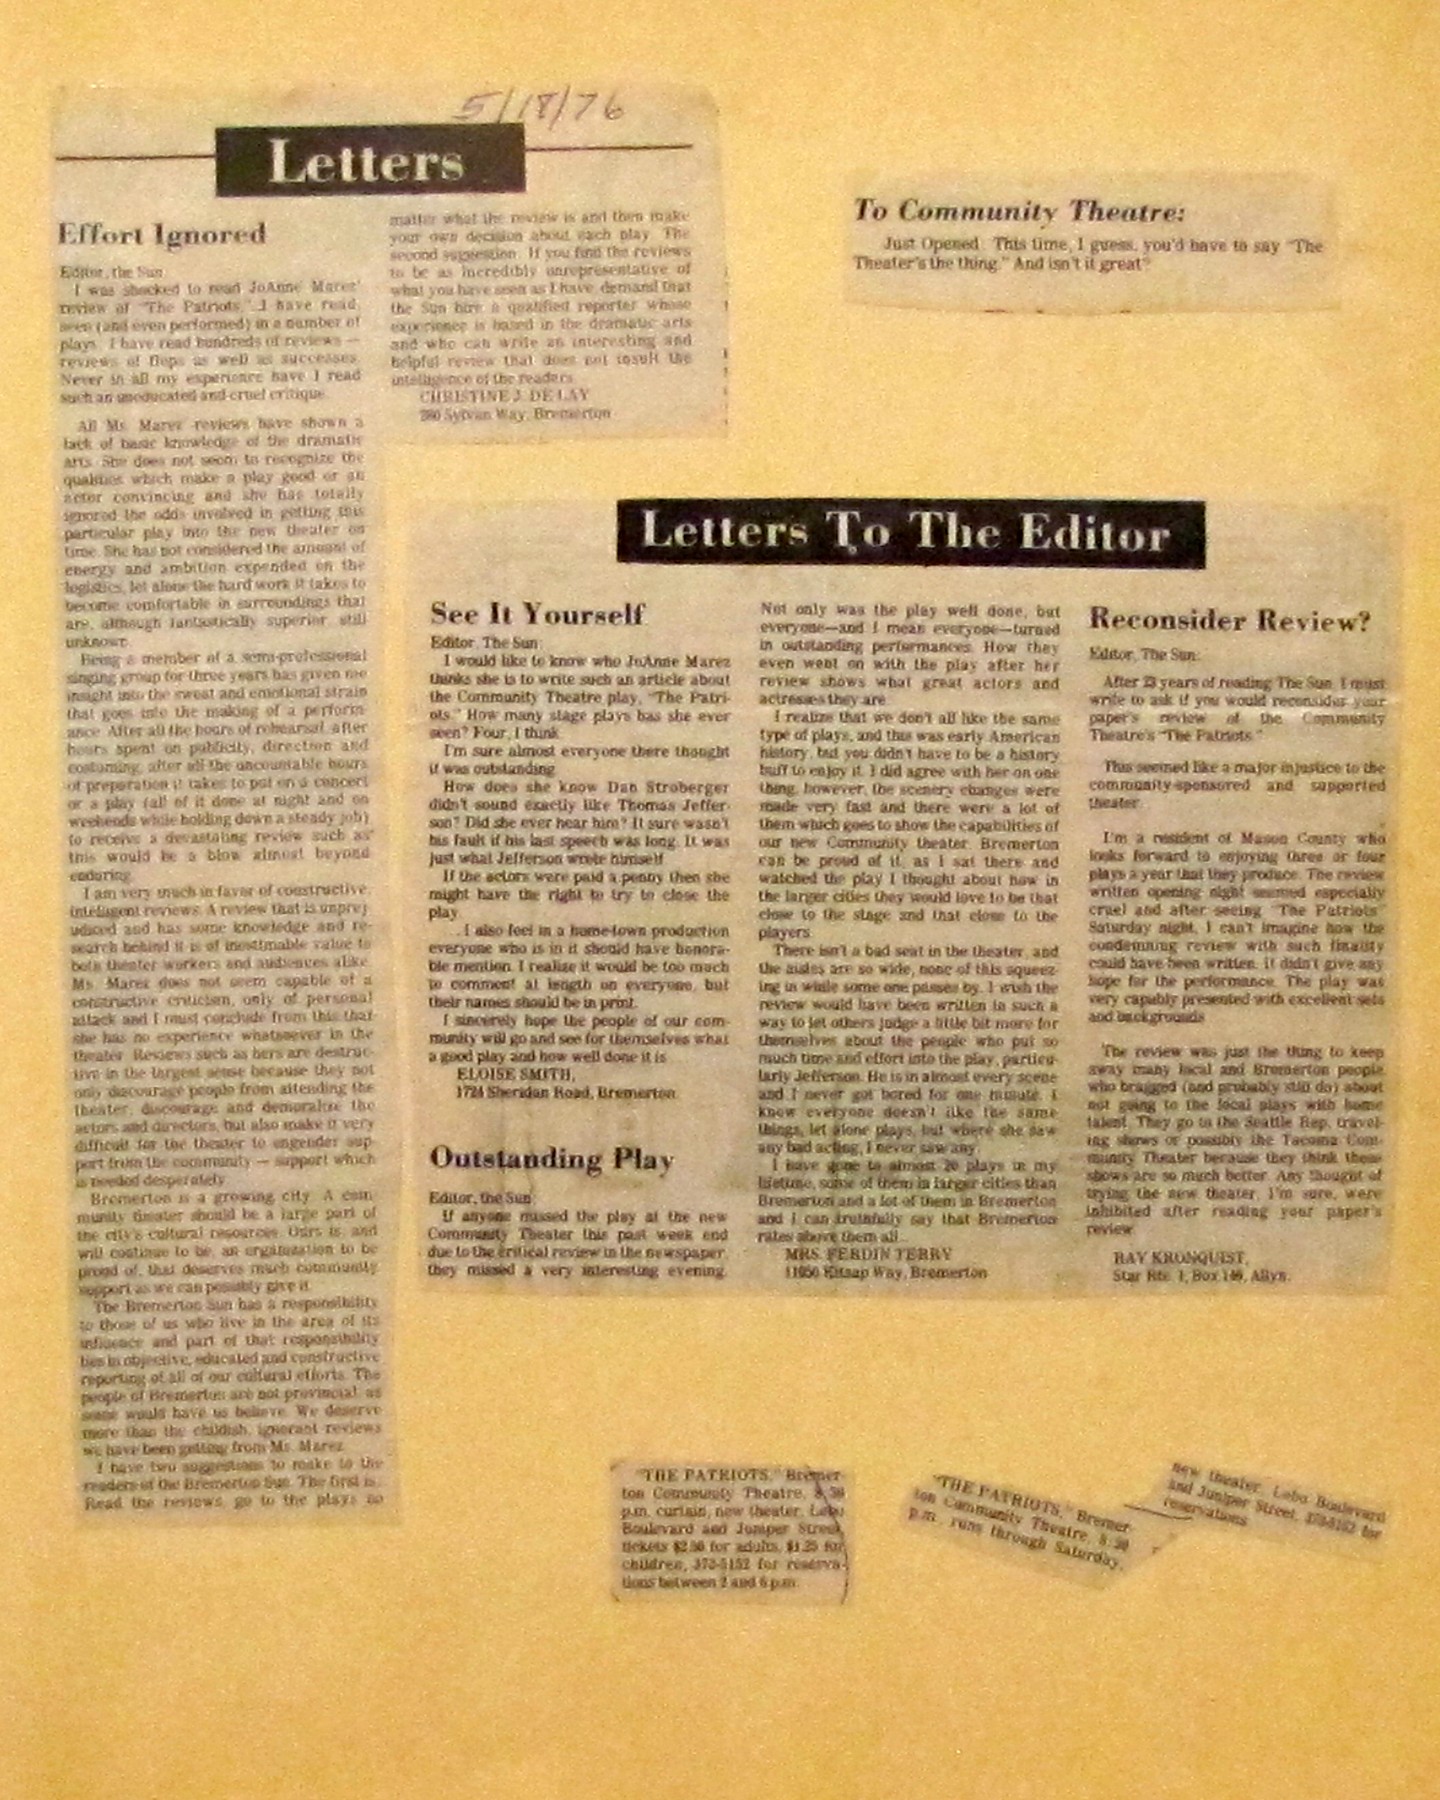 5/18/76
Letters
Effort Ignored
Editor, the Sun:
I was shocked to read JoAnne Marez'
review of "The Patriots." I have read,
seen (and even performed) in a number of
plays. I have read hundreds of reviews —
reviews of flops as well as successes.
Never in all my experience have I read
such an uneducated and cruel critique.
All Ms. Marez reviews have shown a
lack of basic knowledge of the dramatic
arts. She does not seem to recognize the
qualities which make a play good or an
actor convincing and she has totally
ignored the odds involved in getting this
particular play into the new theater on
time. She has not considered the amount of
energy and ambition expended on the
logistics, let alone the hard work it takes to
become comfortable in surroundings that
are, although fantastically superior, still
unknown.
Being a member of a semi-professional
singing group for three years has given me
insight into the sweat and emotional strain
that goes into the making of a perform-
ance. After all the hours of rehearsal, after
hours spent on publicity, direction and
costuming, after all the uncountable hours
of preparation it takes to put on a concert
or a play (all of it done at night and on
weekends while holding down a steady job)
to receive a devastating review such as
this would be a blow almost beyond
enduring.
I am very much in favor of constructive,
intelligent reviews. A review that is unprej-
udiced and has some knowledge and re-
search behind it is of inestimable value to
both theater workers and audiences alike.
Ms. Marez does not seem capable of a
constructive criticism, only of personal
attack and I must conclude from this that
she has no experience whatsoever in the
theater. Reviews such as hers are destruc-
tive in the largest sense because they not
only discourage people from attending the
theater, discourage and demoralize the
actors and directors, but also make it very
difficult for the theater to engender sup-
port from the community — support which
is needed desperately.
Bremerton is a growing city. A com-
munity theater should be a large part of
the city's cultural resources. Ours is, and
will continue to be, an organization to be
proud of, that deserves much community
support as we can possibly give it.
The Bremerton Sun has a responsibility
to those of us who live in the area of its
influence and part of that responsibility
lies in objective, educated and constructive
reporting of all of our cultural efforts. The
people of Bremerton are not provincial, as
some would have us believe. We deserve
more than the childish, ignorant reviews
we have been getting from Ms. Marez.
I have two suggestions to make to the
readers of the Bremerton Sun. The first is:
Read the reviews, go to the plays no
matter what the review is and then make
your own decision about each play. The
second suggestion: If you find the reviews
to be as incredibly unrepresentative of
what you have seen as I have, demand that
the Sun hire a qualified reporter whose
experience is based in the dramatic arts
and who can write an interesting and
helpful review that does not insult the
intelligence of the readers.
CHRISTINE J. DE LAY
Sylvan Way, Bremerton
To Community Theatre:
Just Opened. This time, I guess, you'd have to say "The
Theater's the thing." And isn't it great?
Letters To The Editor
See It Yourself
Editor, The Sun:
I would like to know who JoAnne Marez
thinks she is to write such an article about
the Community Theatre play, "The Patri-
ots." How many stage plays has she ever
seen? Four, I think.
I'm sure almost everyone there thought
it was outstanding.
How does she know Dan Stroberger
didn't sound exactly like Thomas Jeffer-
son? Did she ever hear him? It sure wasn't
his fault if his last speech was long. It was
just what Jefferson wrote himself.
If the actors were paid a penny then she
might have the right to try to close the
play.
. . . I also feel in a home-town production
everyone who is in it should have honora-
ble mention. I realize it would be too much
to comment at length on everyone, but
their names should be in print.
I sincerely hope the people of our com-
munity will go and see for themselves what
a good play and how well done it is . . .
ELOISE SMITH,
1724 Sheridan Road, Bremerton
Outstanding Play
Editor, the Sun:
If anyone missed the play at the new
Community Theater this past week end
due to the critical review in the newspaper,
they missed a very interesting evening.
Not only was the play well done, but
everyone—and I mean everyone—turned
in outstanding performances. How they
even went on with the play after her
review shows what great actors and
actresses they are.
I realize that we don't all like the same
type of plays, and this was early American
history, but you didn't have to be a history
buff to enjoy it. I did agree with her on one
thing, however, the scenery changes were
made very fast and there were a lot of
them which goes to show the capabilities of
our new Community theater. Bremerton
can be proud of it, as I sat there and
watched the play I thought about how in
the larger cities they would love to be that
close to the stage and that close to the
players.
There isn't a bad seat in the theater, and
the aisles are so wide, none of this squeez-
ing in while some one passes by. I wish the
review would have been written in such a
way to let others judge a little bit more for
themselves about the people who put so
much time and effort into the play, particu-
larly Jefferson. He is in almost every scene
and I never got bored for one minute. I
know everyone doesn't like the same
things, let alone plays, but where she saw
any bad acting, I never saw any.
I have gone to almost 20 plays in my
lifetime, some of them in larger cities than
Bremerton and a lot of them in Bremerton
and I can truthfully say that Bremerton
rates above them all.
MRS. FERDIN TERRY
Kitsap Way, Bremerton
Reconsider Review?
Editor, The Sun:
After 23 years of reading The Sun, I must
write to ask if you would reconsider your
paper's review of the Community
Theatre's "The Patriots."
This seemed like a major injustice to the
community-sponsored and supported
theater.
I'm a resident of Mason County who
looks forward to enjoying three or four
plays a year that they produce. The review
written opening night seemed especially
cruel and after seeing "The Patriots"
Saturday night, I can't imagine how the
condemning review with such finality
could have been written. It didn't give any
hope for the performance. The play was
very capably presented with excellent sets
and backgrounds.
The review was just the thing to keep
away many local and Bremerton people
who bragged (and probably still do) about
not going to the local plays with home
talent. They go to the Seattle Rep, travel-
ing shows or possibly the Tacoma Com-
munity Theater because they think these
shows are so much better. Any thought of
trying the new theater, I'm sure, were
inhibited after reading your paper's
review.
RAY KRONQUIST,
Star Rte. 1, Box 146, Allyn.
"THE PATRIOTS," Bremer-
ton Community Theatre, 8:30
p.m. curtain, new theater, Lebo
Boulevard and Juniper Street,
tickets $2.50 for adults, $1.25 for
children, 373-5152 for reserva-
tions between 2 and 6 p.m.
"THE PATRIOTS," Bremer-
ton Community Theatre, 8:30
p.m. runs through Saturday,
new theater, Lebo Boulevard
and Juniper Street, 373-5152 for
reservations.